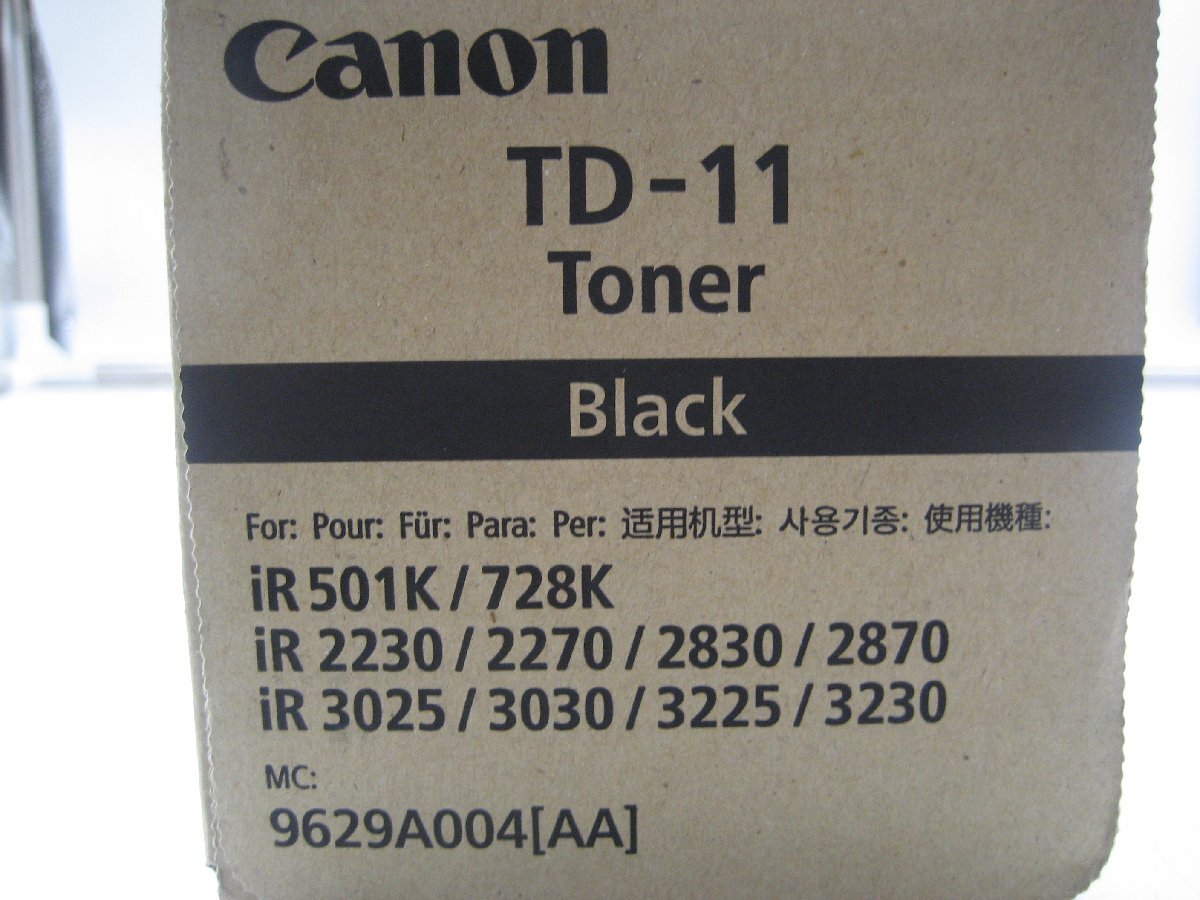 Canon
TD-11
Toner
Black
For: Pour: Für: Para: Per: 适用机型: 사용기종: 使用機種:
iR 501K / 728K
iR 2230 / 2270 / 2830 / 2870
iR 3025 / 3030 / 3225 / 3230
MC:
9629A004[AA]